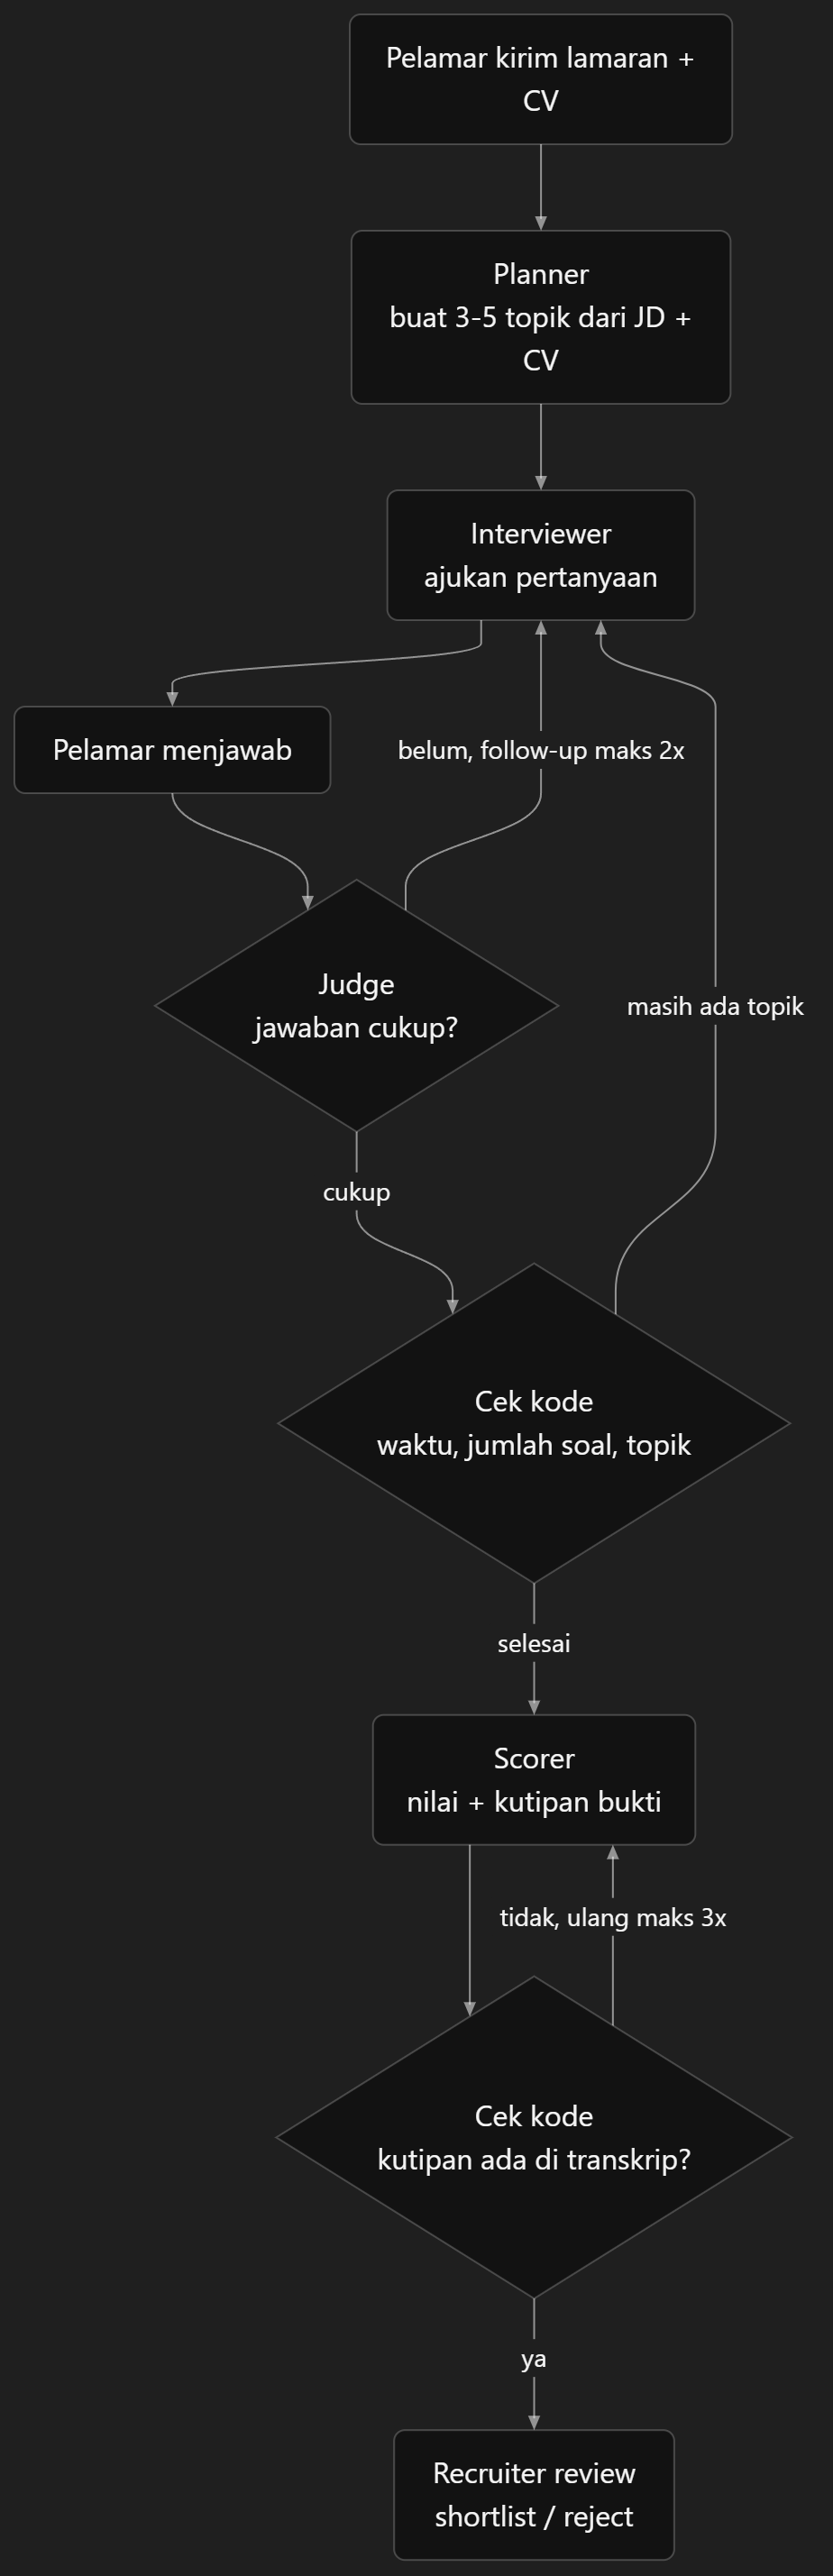 Pelamar kirim lamaran +
CV
Planner
buat 3-5 topik dari JD +
CV
Interviewer
ajukan pertanyaan
Pelamar menjawab
belum, follow-up maks 2x
Judge
jawaban cukup?
masih ada topik
cukup
Cek kode
waktu, jumlah soal, topik
selesai
Scorer
nilai + kutipan bukti
tidak, ulang maks 3x
Cek kode
kutipan ada di transkrip?
ya
Recruiter review
shortlist / reject